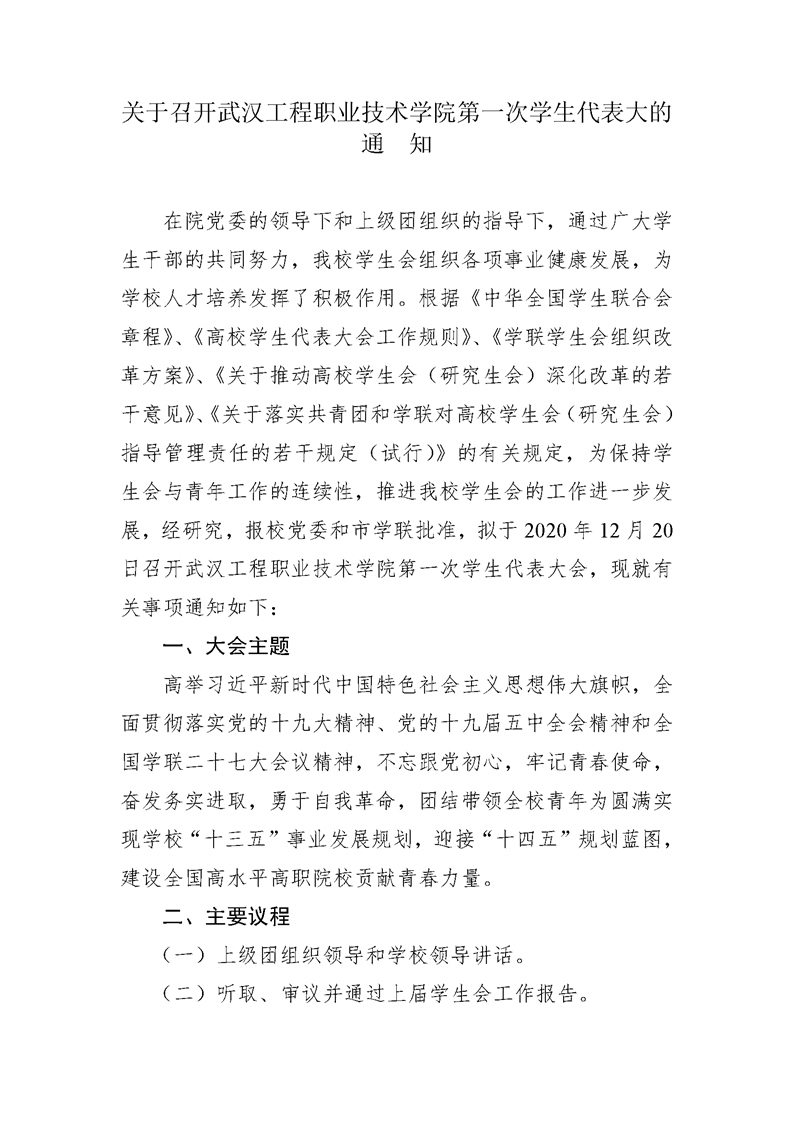 关于召开武汉工程职业技术学院第一次学生代表大的
通　知
在院党委的领导下和上级团组织的指导下，通过广大学
生干部的共同努力，我校学生会组织各项事业健康发展，为
学校人才培养发挥了积极作用。根据《中华全国学生联合会
章程》、《高校学生代表大会工作规则》、《学联学生会组织改
革方案》、《关于推动高校学生会（研究生会）深化改革的若
干意见》、《关于落实共青团和学联对高校学生会（研究生会）
指导管理责任的若干规定（试行）》的有关规定，为保持学
生会与青年工作的连续性，推进我校学生会的工作进一步发
展，经研究，报校党委和市学联批准，拟于 2020 年 12 月 20
日召开武汉工程职业技术学院第一次学生代表大会，现就有
关事项通知如下：
一、大会主题
高举习近平新时代中国特色社会主义思想伟大旗帜，全
面贯彻落实党的十九大精神、党的十九届五中全会精神和全
国学联二十七大会议精神，不忘跟党初心，牢记青春使命，
奋发务实进取，勇于自我革命，团结带领全校青年为圆满实
现学校“十三五”事业发展规划，迎接“十四五”规划蓝图，
建设全国高水平高职院校贡献青春力量。
二、主要议程
（一）上级团组织领导和学校领导讲话。
（二）听取、审议并通过上届学生会工作报告。